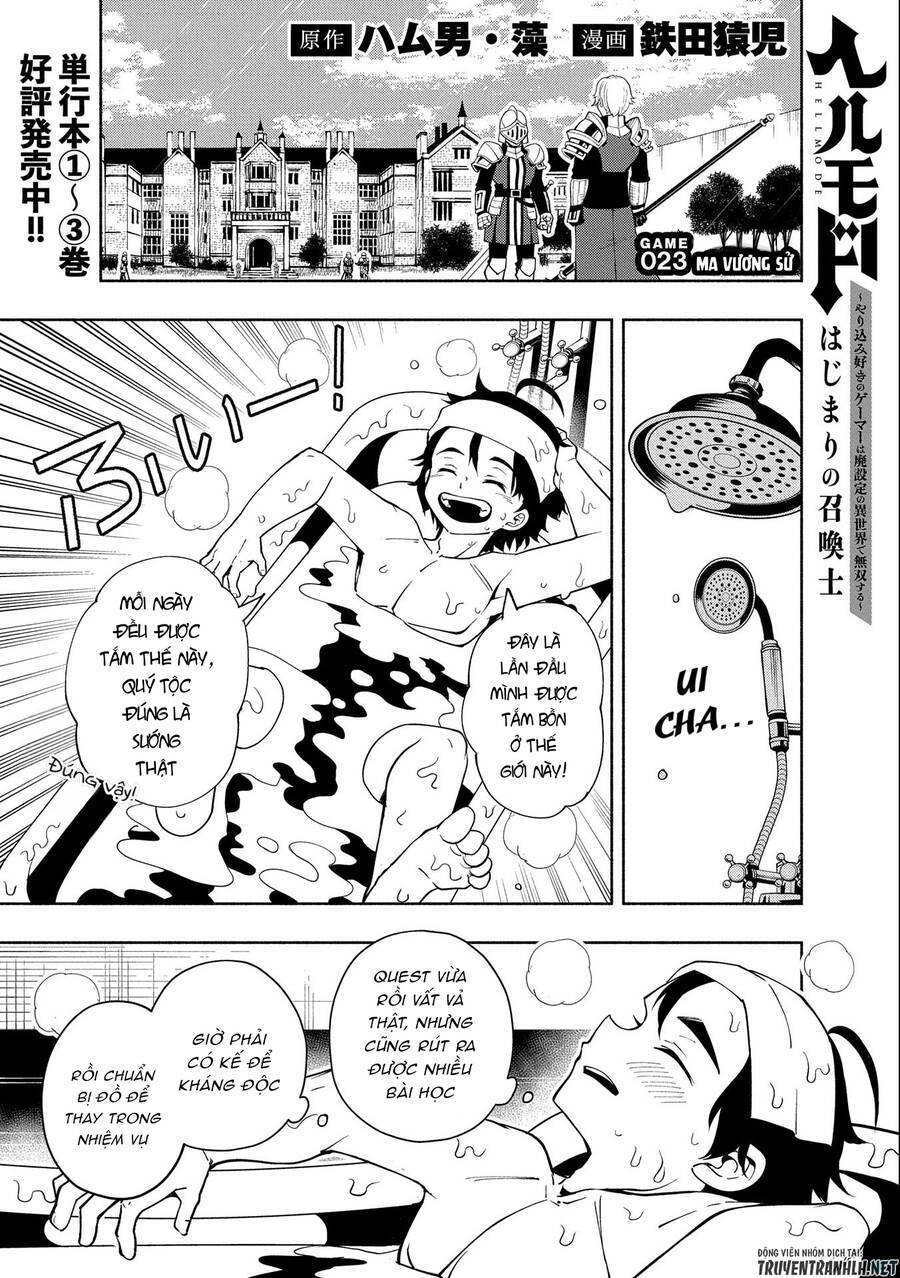 ヘルモード
HELLMODE
～やり込み好きのゲーマーは廃設定の異世界で無双する～
はじまりの召喚士
原作 ハム男・藻 漫画 鉄田猿児
単行本①～③巻
好評発売中!!
GAME
023 MA VƯƠNG SỬ
UI
CHA...
ふいー!
ĐÂY LÀ
LẦN ĐẦU
MÌNH ĐƯỢC
TẮM BỒN
Ở THẾ
GIỚI NÀY!
MỖI NGÀY
ĐỀU ĐƯỢC
TẮM THẾ NÀY,
QUÝ TỘC
ĐÚNG LÀ
SƯỚNG
THẬT
Đúng vậy!
QUEST VỪA
RỒI VẤT VẢ
THẬT, NHƯNG
CŨNG RÚT RA
ĐƯỢC NHIỀU
BÀI HỌC
GIỜ PHẢI
CÓ KẾ ĐỂ
KHÁNG ĐỘC
RỒI CHUẨN
BỊ ĐỒ ĐỂ
THAY TRONG
NHIỆM VỤ
ĐỘNG VIÊN NHÓM DỊCH TẠI:
TRUYENTRANHLH.NET